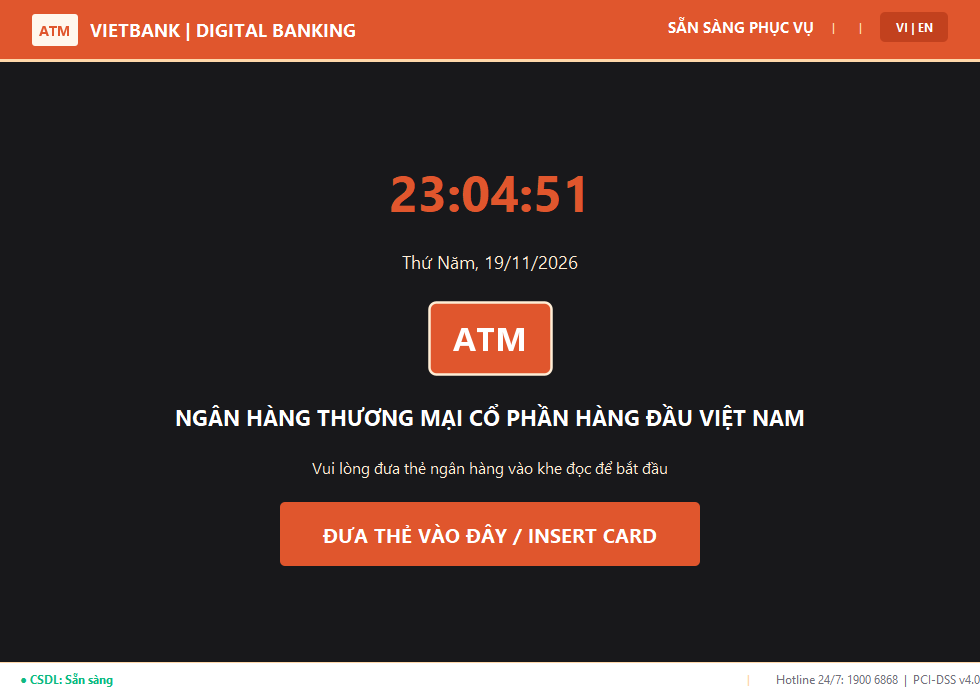 ATM VIETBANK | DIGITAL BANKING SẴN SÀNG PHỤC VỤ | | VI | EN
23:04:51
Thứ Năm, 19/11/2026
ATM
NGÂN HÀNG THƯƠNG MẠI CỔ PHẦN HÀNG ĐẦU VIỆT NAM
Vui lòng đưa thẻ ngân hàng vào khe đọc để bắt đầu
ĐƯA THẺ VÀO ĐÂY / INSERT CARD
● CSDL: Sẵn sàng | Hotline 24/7: 1900 6868 | PCI-DSS